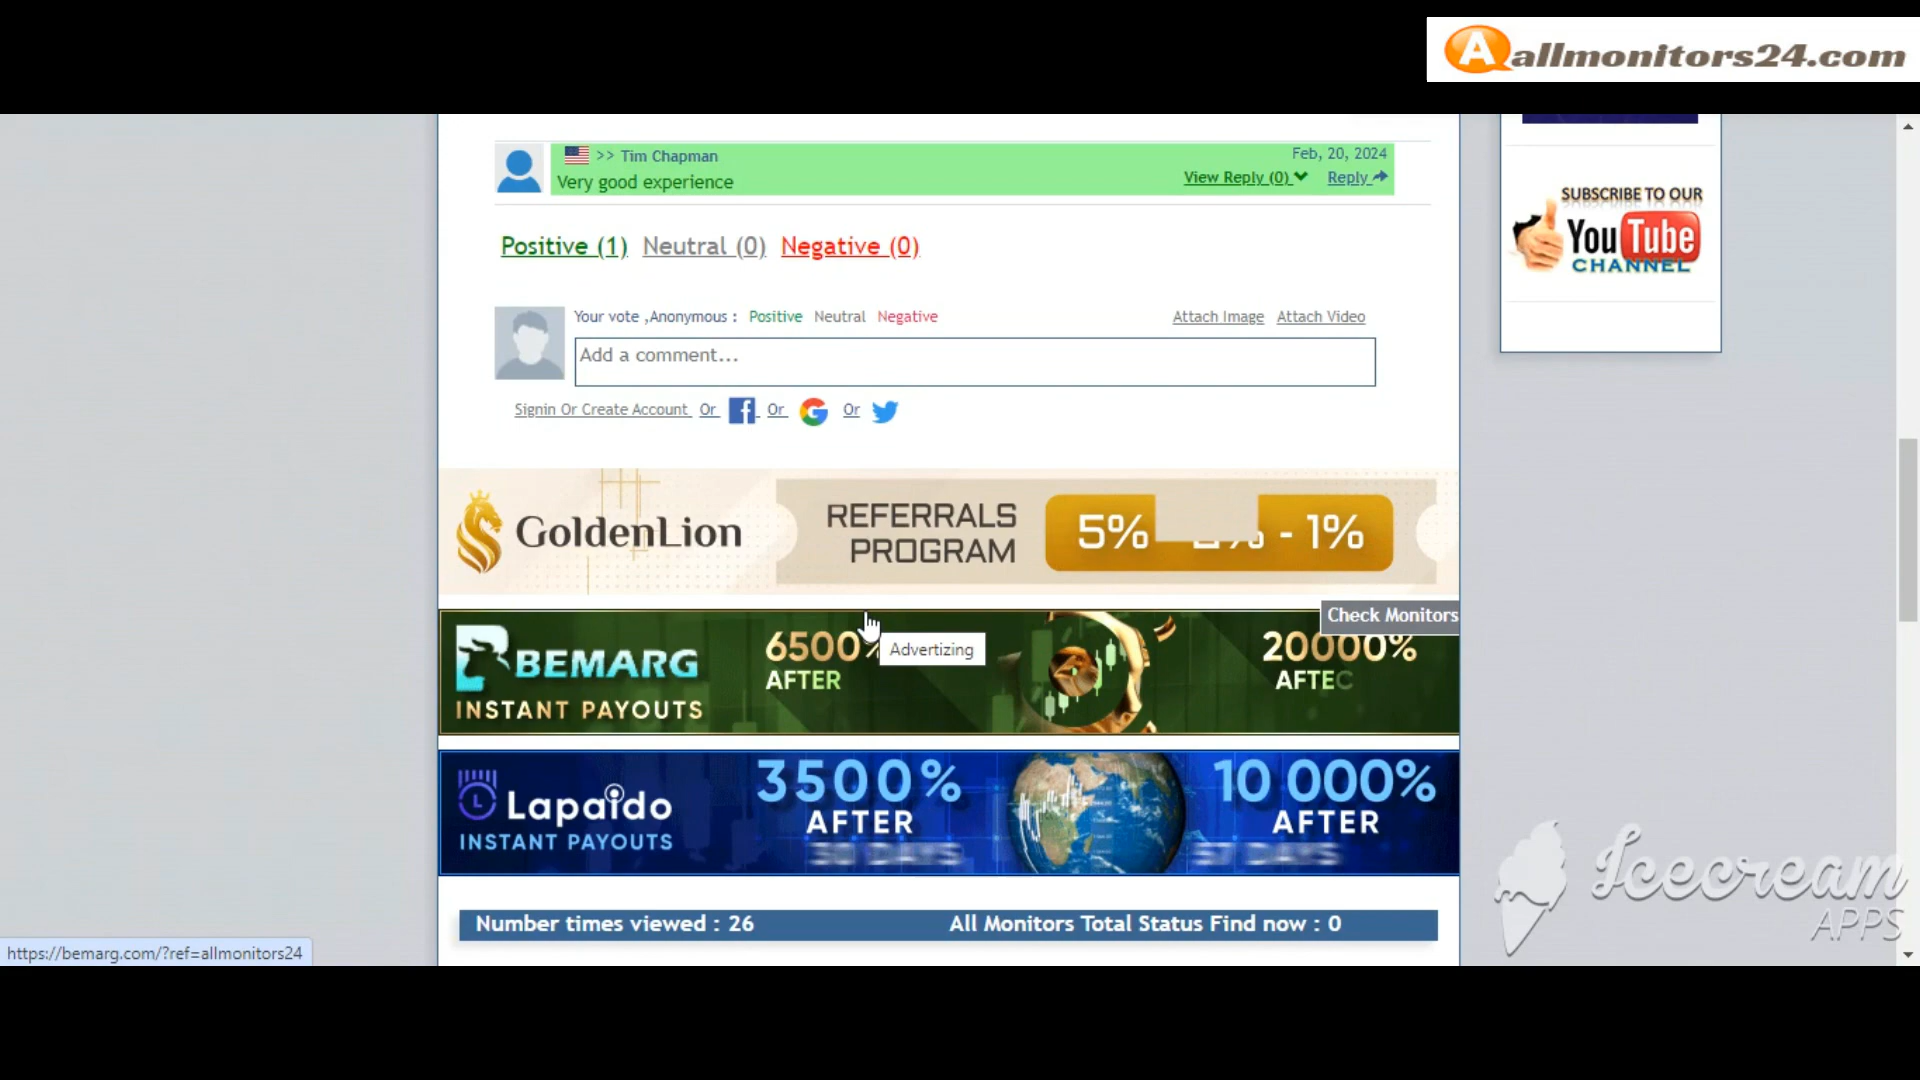 allmonitors24.com
>> Tim Chapman
Feb, 20, 2024
Very good experience
View Reply (0)
Reply
SUBSCRIBE TO OUR
YouTube
CHANNEL
Positive (1) Neutral (0) Negative (0)
Your vote ,Anonymous : Positive Neutral Negative
Attach Image Attach Video
Add a comment...
Signin Or Create Account Or Or Or
GoldenLion
REFERRALS
PROGRAM
5% - 1%
Check Monitors
BEMARG
INSTANT PAYOUTS
6500%
AFTER
Advertizing
20000%
AFTE
Lapaido
INSTANT PAYOUTS
3500%
AFTER
10 000%
AFTER
Number times viewed : 26
All Monitors Total Status Find now : 0
Icecream
APPS
https://bemarg.com/?ref=allmonitors24